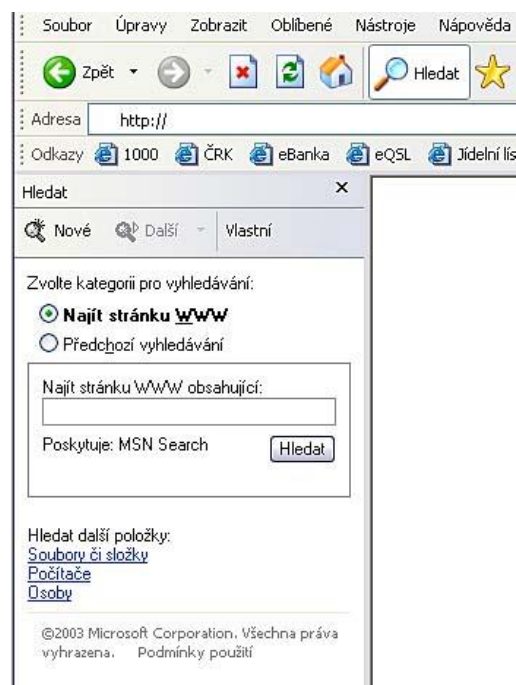 Soubor Úpravy Zobrazit Oblíbené Nástroje Nápověda
Zpět Hledat
Adresa http://
Odkazy 1000 ČRK eBanka eQSL Jídelní lís
Hledat
Nové Další Vlastní
Zvolte kategorii pro vyhledávání:
Najít stránku WWW
Předchozí vyhledávání
Najít stránku WWW obsahující:
Poskytuje: MSN Search Hledat
Hledat další položky:
Soubory či složky
Počítače
Osoby
©2003 Microsoft Corporation. Všechna práva
vyhrazena. Podmínky použití